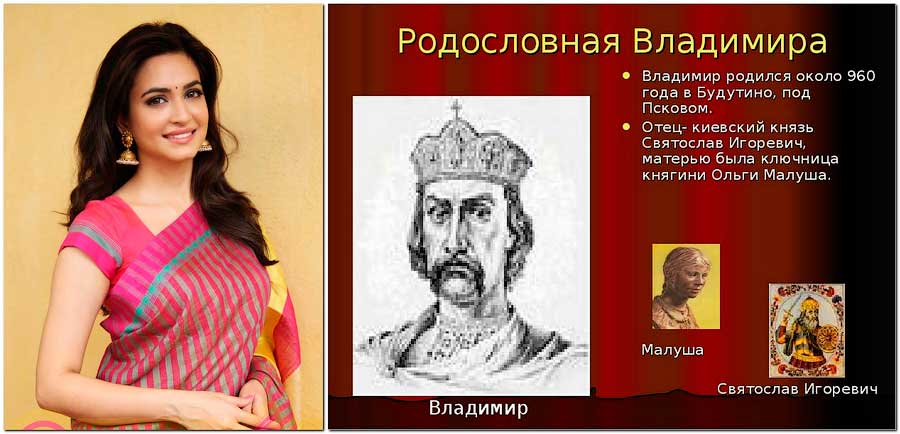 Родословная Владимира
Владимир родился около 960
года в Будутино, под
Псковом.
Отец- киевский князь
Святослав Игоревич,
матерью была ключница
княгини Ольги Малуша.
Малуша
Святослав Игоревич
Владимир